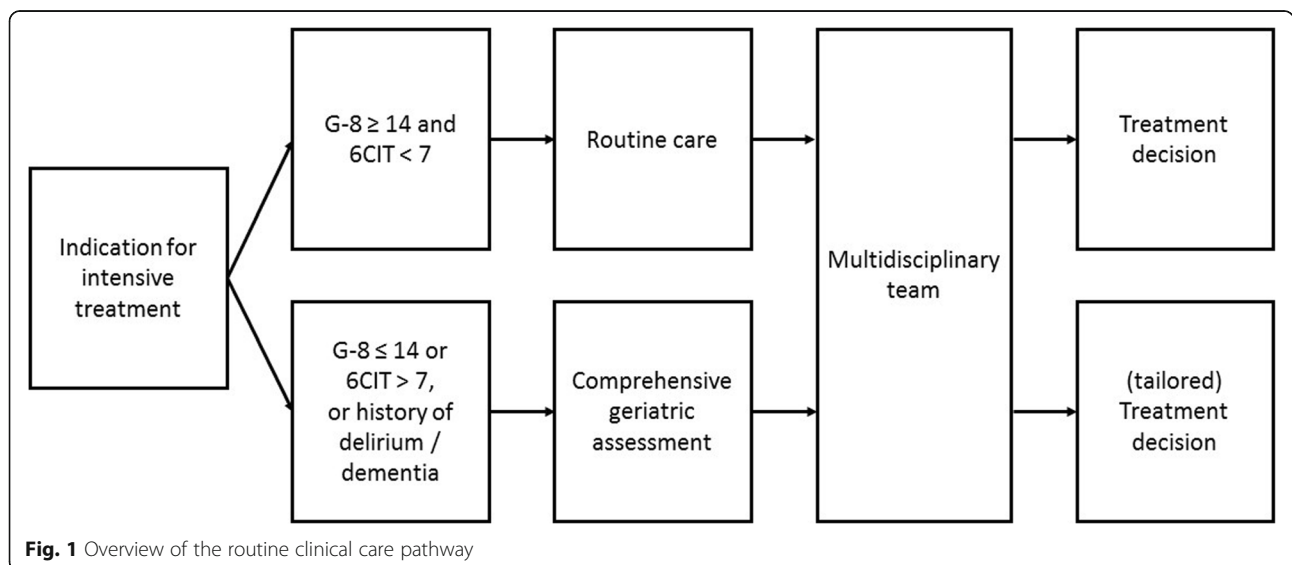 Indication for
intensive
treatment
G-8 ≥ 14 and
6CIT < 7
Routine care
G-8 ≤ 14 or
6CIT > 7,
or history of
delirium /
dementia
Comprehensive
geriatric
assessment
Multidisciplinary
team
Treatment
decision
(tailored)
Treatment
decision
Fig. 1 Overview of the routine clinical care pathway